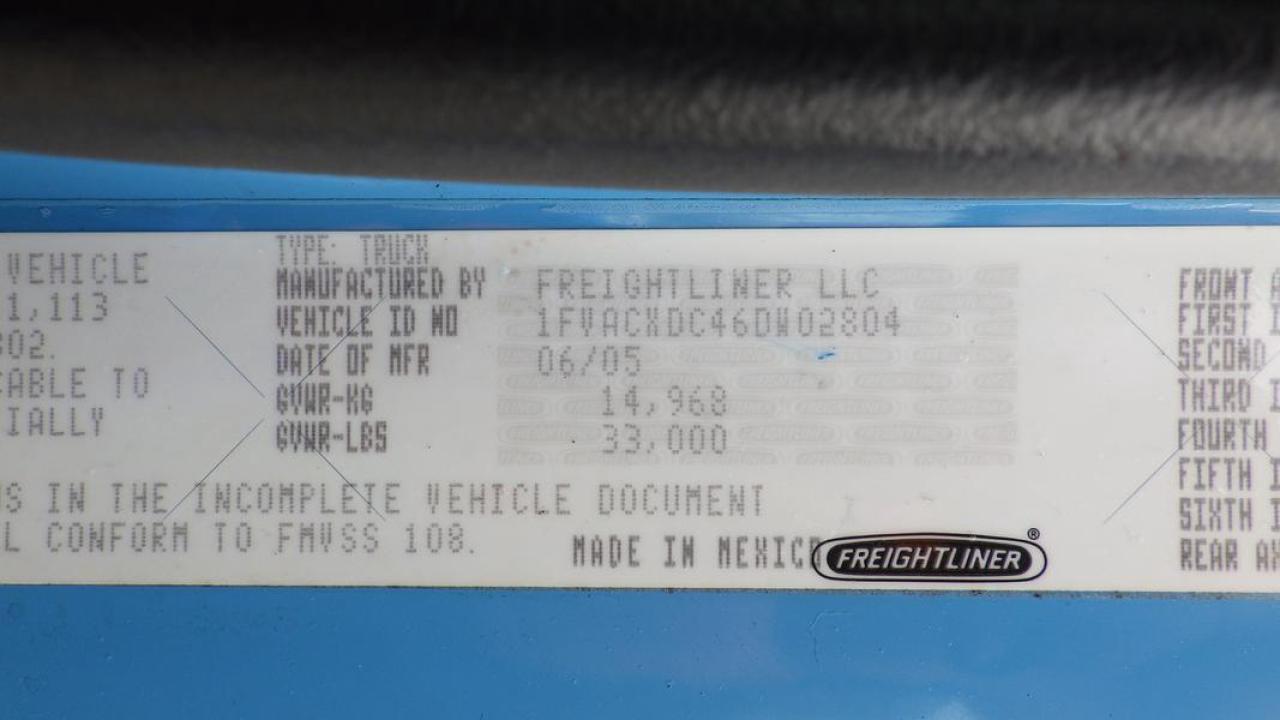 VEHICLE
1,113
302.
CABLE TO
IALLY
TYPE: TRUCK
MANUFACTURED BY FREIGHTLINER LLC
VEHICLE ID NO 1FVACXDC46DW02804
DATE OF MFR 06/05
GVWR-KG 14,968
GVWR-LBS 33,000
S IN THE INCOMPLETE VEHICLE DOCUMENT
L CONFORM TO FMVSS 108.
MADE IN MEXICO
FREIGHTLINER®
FRONT A
FIRST I
SECOND
THIRD I
FOURTH
FIFTH I
SIXTH I
REAR AX